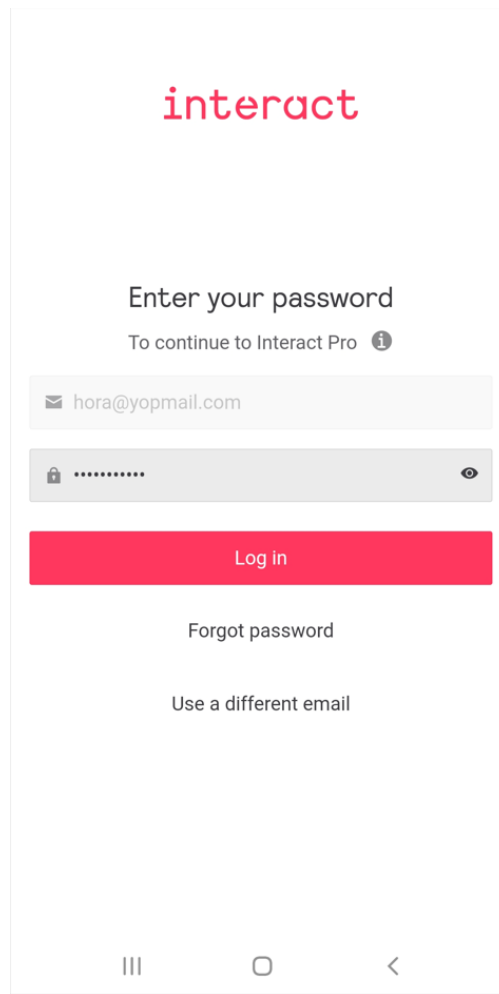 interact
Enter your password
To continue to Interact Pro
hora@yopmail.com
•••••••••••
Log in
Forgot password
Use a different email